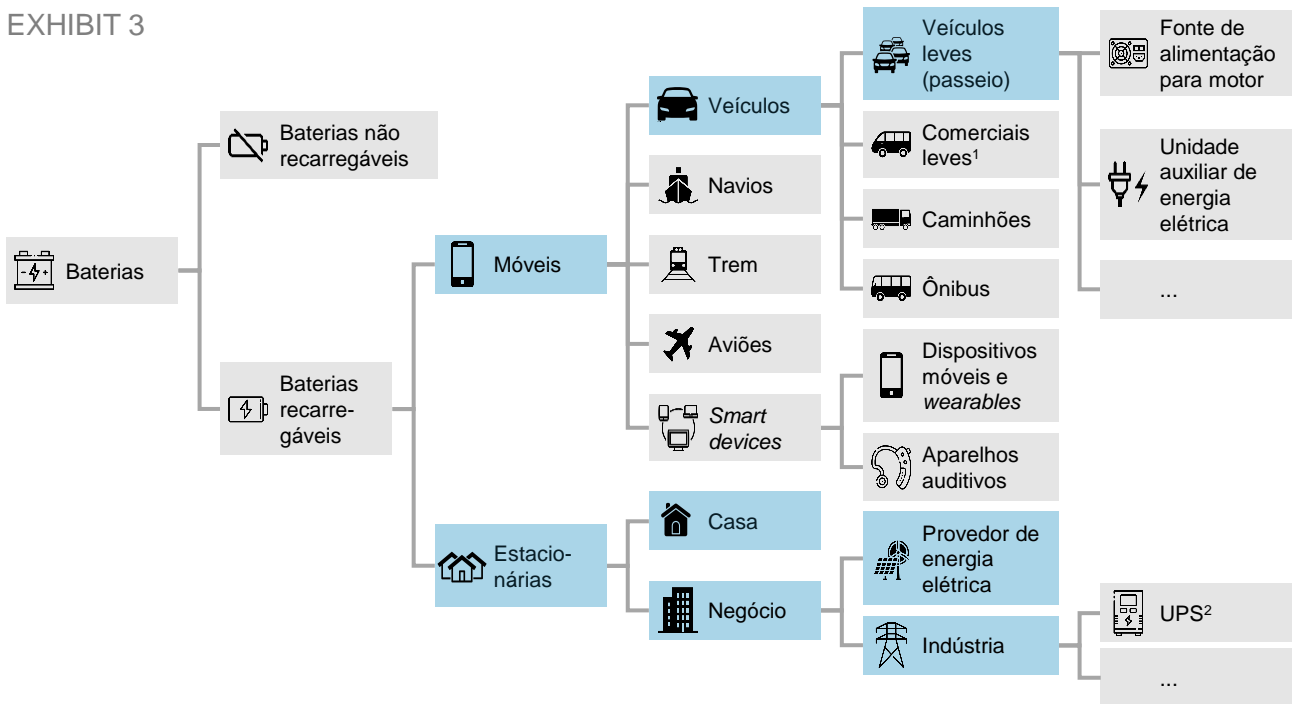 EXHIBIT 3
Baterias
Baterias não
recarregáveis
Baterias
recarre-
gáveis
Móveis
Estacio-
nárias
Veículos
Navios
Trem
Aviões
Smart
devices
Casa
Negócio
Veículos
leves
(passeio)
Comerciais
leves¹
Caminhões
Ônibus
Dispositivos
móveis e
wearables
Aparelhos
auditivos
Provedor de
energia
elétrica
Indústria
Fonte de
alimentação
para motor
Unidade
auxiliar de
energia
elétrica
...
UPS²
...